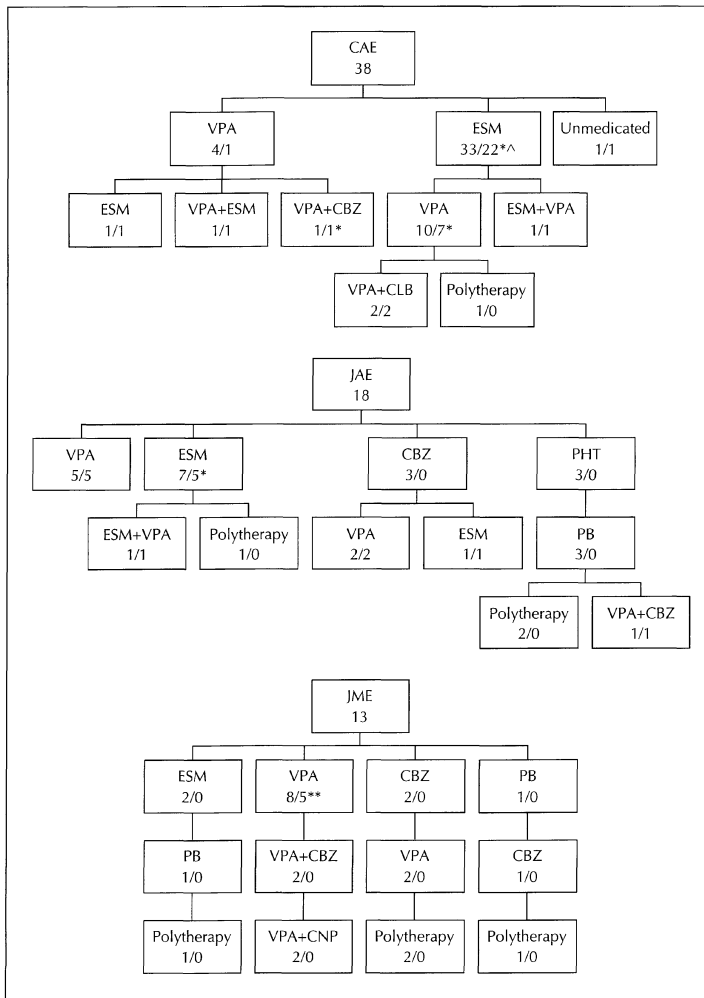 CAE
38
VPA
4/1
ESM
33/22*^
Unmedicated
1/1
ESM
1/1
VPA+ESM
1/1
VPA+CBZ
1/1*
VPA
10/7*
ESM+VPA
1/1
VPA+CLB
2/2
Polytherapy
1/0
JAE
18
VPA
5/5
ESM
7/5*
CBZ
3/0
PHT
3/0
ESM+VPA
1/1
Polytherapy
1/0
VPA
2/2
ESM
1/1
PB
3/0
Polytherapy
2/0
VPA+CBZ
1/1
JME
13
ESM
2/0
VPA
8/5**
CBZ
2/0
PB
1/0
PB
1/0
VPA+CBZ
2/0
VPA
2/0
CBZ
1/0
Polytherapy
1/0
VPA+CNP
2/0
Polytherapy
2/0
Polytherapy
1/0